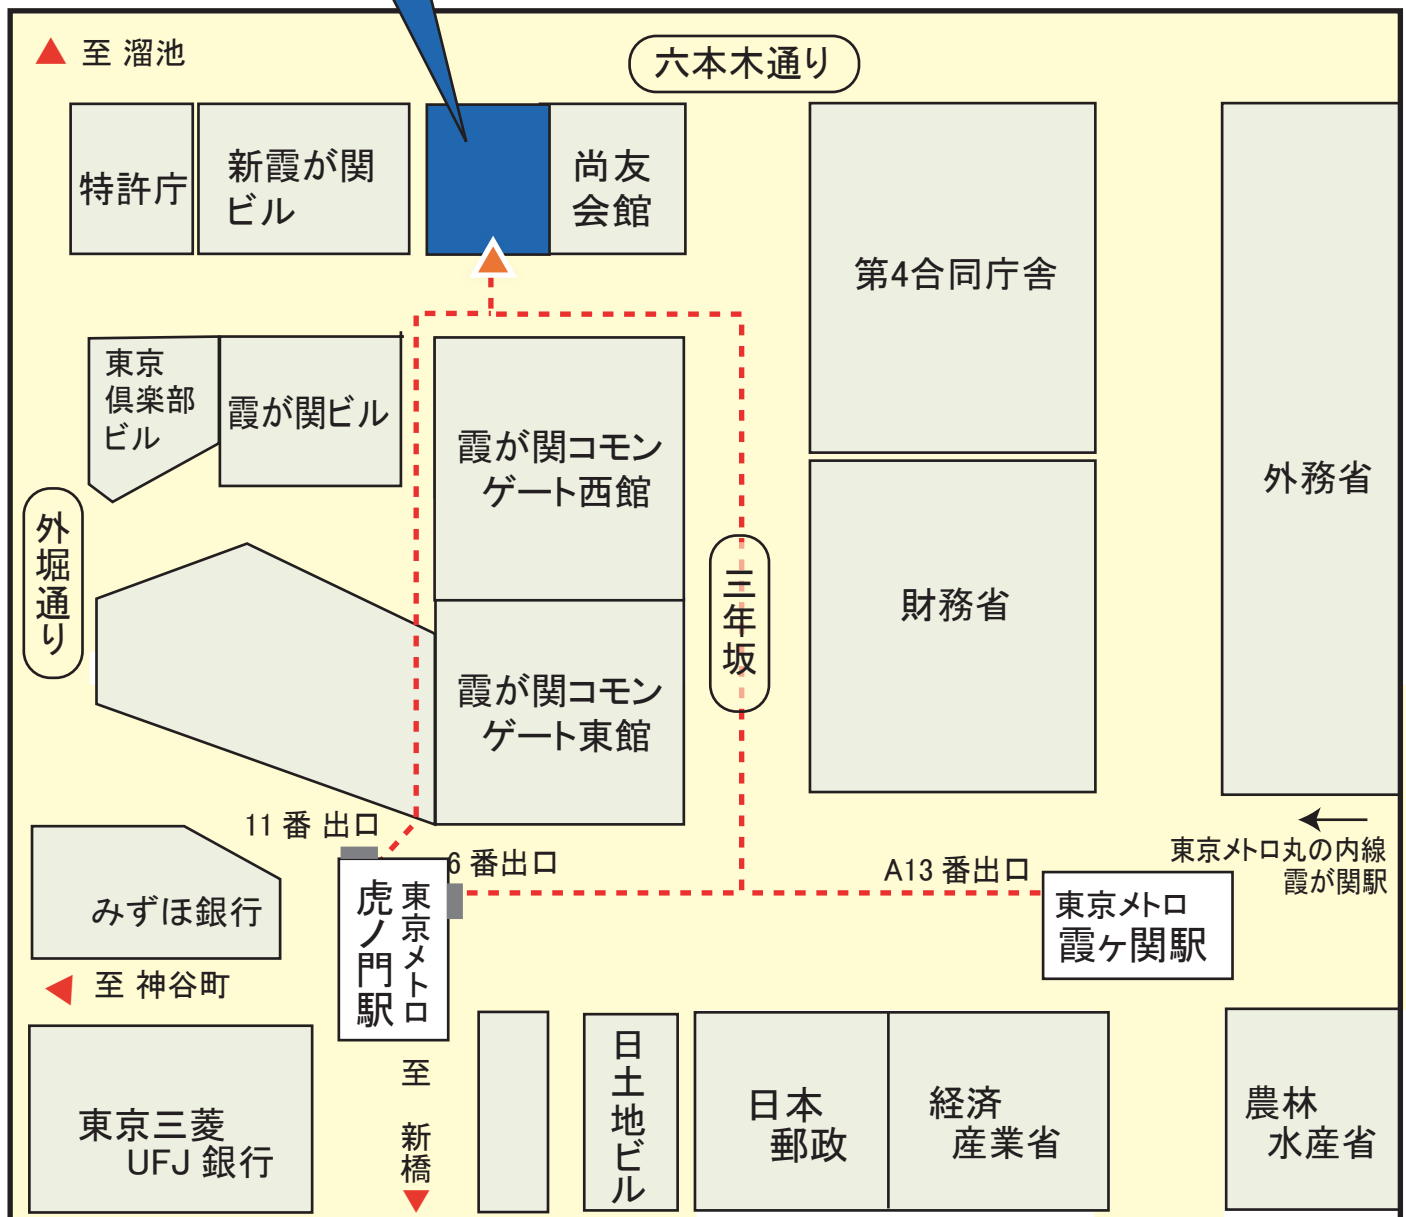 至 溜池
六本木通り
特許庁
新霞が関
ビル
尚友
会館
第4合同庁舎
東京
倶楽部
ビル
霞が関ビル
霞が関コモン
ゲート西館
外務省
外堀通り
三年坂
財務省
霞が関コモン
ゲート東館
11 番 出口
6 番出口
A13 番出口
東京メトロ丸の内線
霞が関駅
みずほ銀行
東京メトロ
虎ノ門駅
東京メトロ
霞ヶ関駅
至 神谷町
至 新橋
東京三菱
UFJ 銀行
日土地ビル
日本
郵政
経済
産業省
農林
水産省